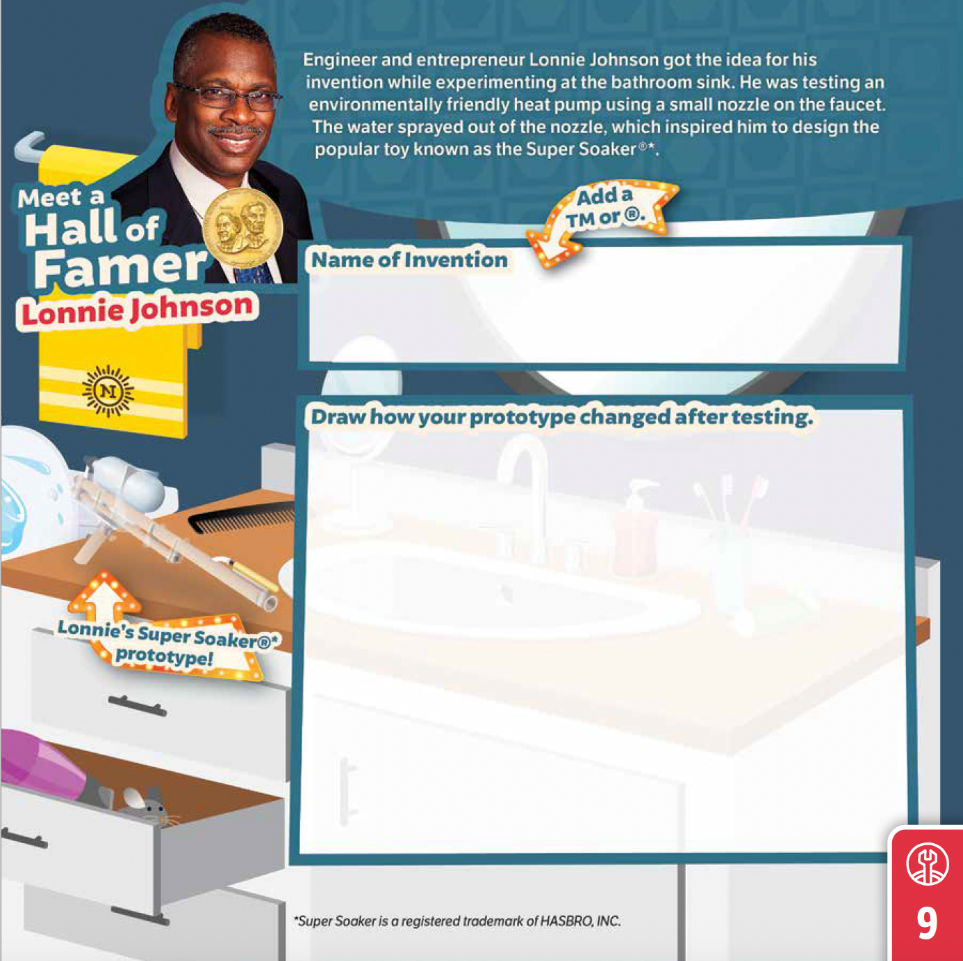 Engineer and entrepreneur Lonnie Johnson got the idea for his
invention while experimenting at the bathroom sink. He was testing an
environmentally friendly heat pump using a small nozzle on the faucet.
The water sprayed out of the nozzle, which inspired him to design the
popular toy known as the Super Soaker®*.
Meet a
Hall of
Famer
Lonnie Johnson
Add a
TM or ®.
Name of Invention
Draw how your prototype changed after testing.
N
Lonnie's Super Soaker®*
prototype!
*Super Soaker is a registered trademark of HASBRO, INC.
9